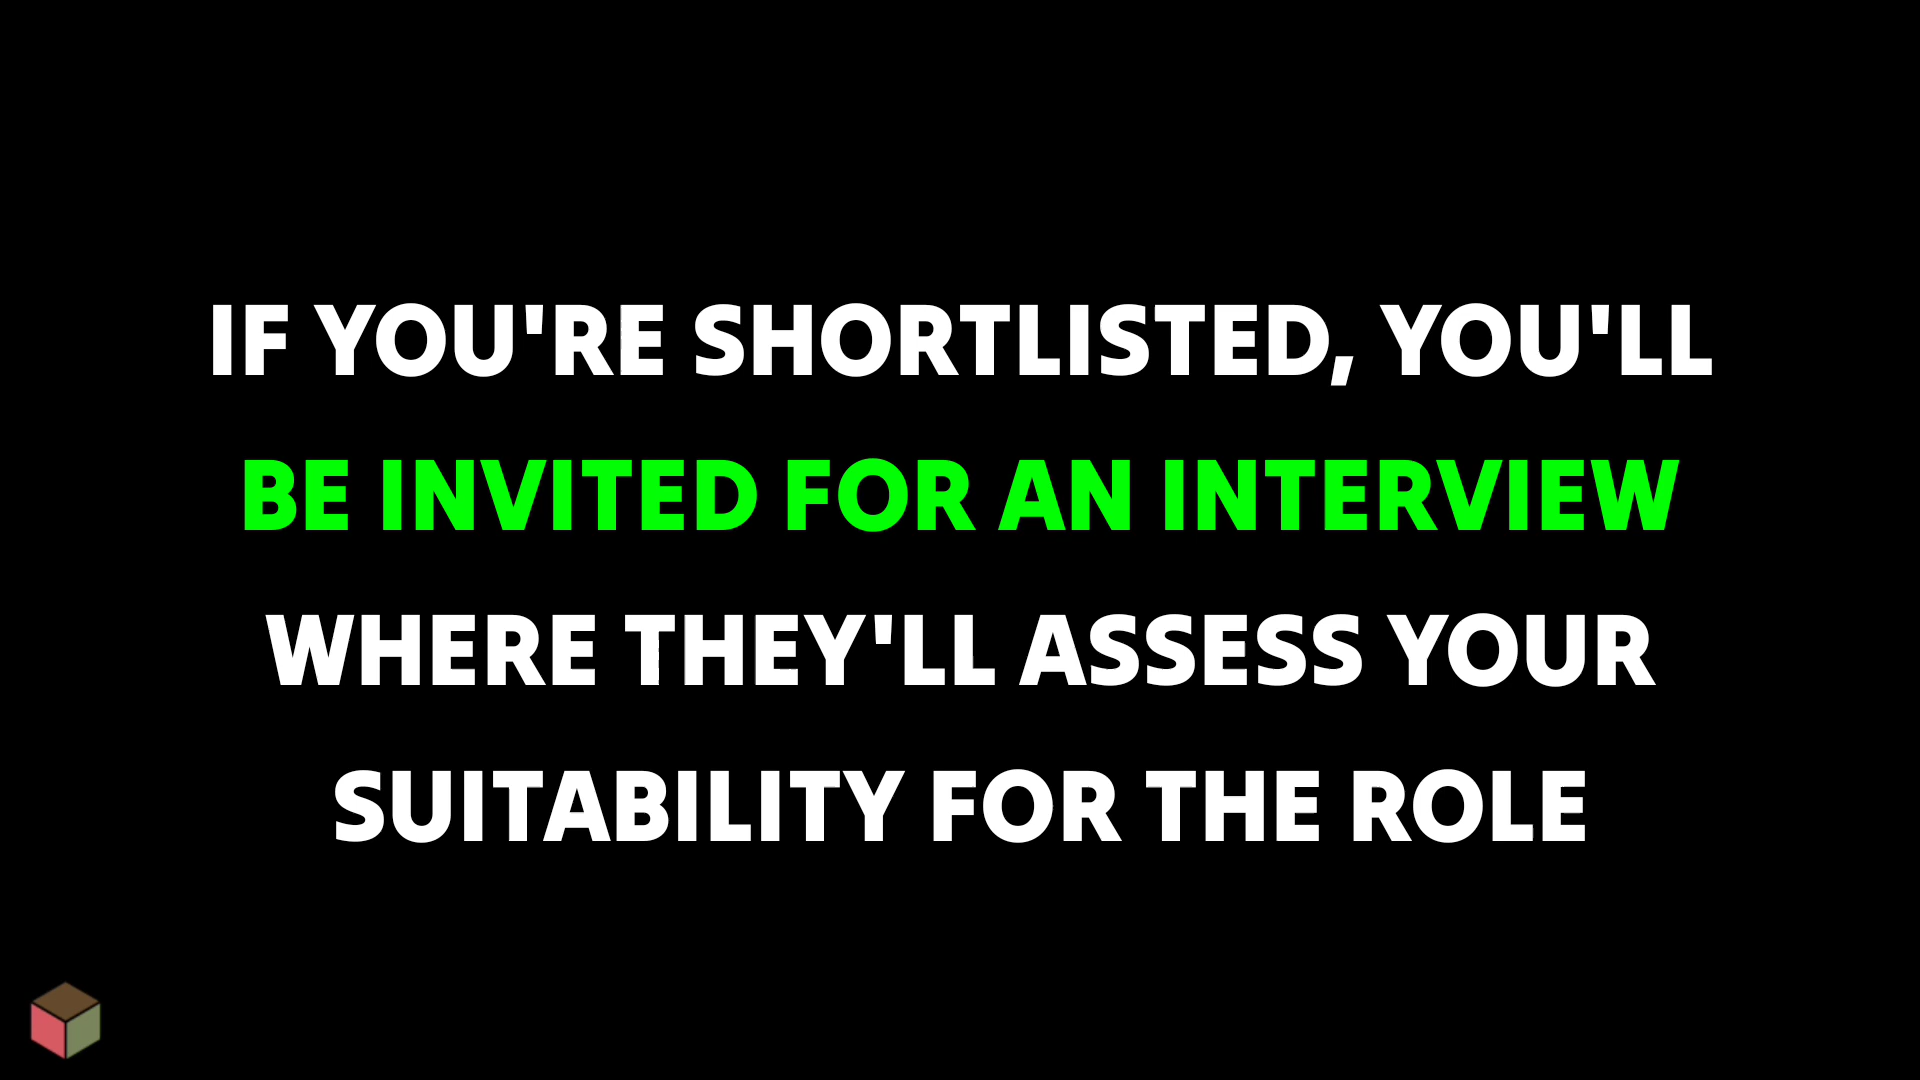 IF YOU'RE SHORTLISTED, YOU'LL
BE INVITED FOR AN INTERVIEW
WHERE THEY'LL ASSESS YOUR
SUITABILITY FOR THE ROLE